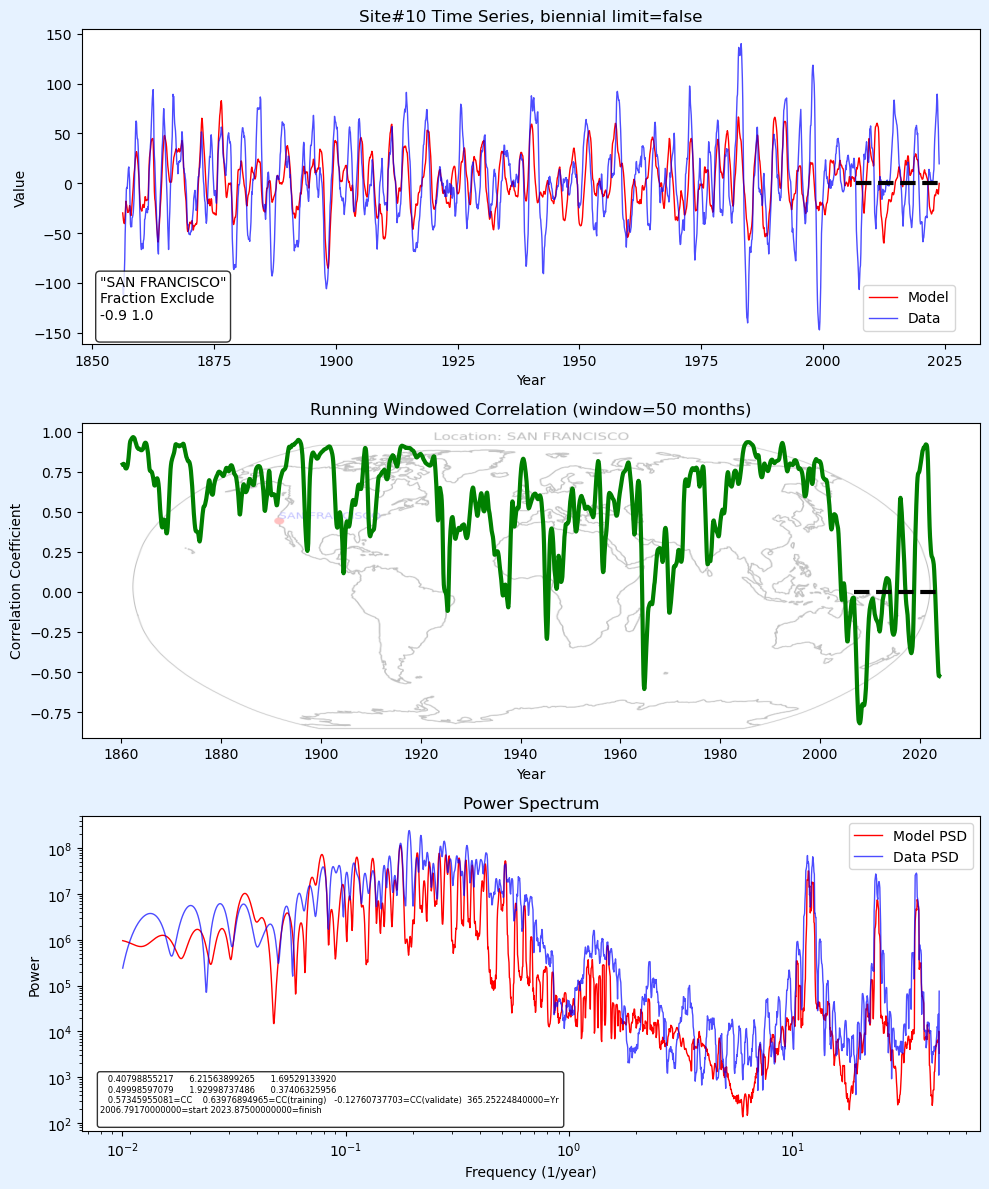 Site#10 Time Series, biennial limit=false
Value
150
100
50
0
−50
−100
−150
"SAN FRANCISCO"
Fraction Exclude
-0.9 1.0
Model
Data
1850 1875 1900 1925 1950 1975 2000 2025
Year
Running Windowed Correlation (window=50 months)
Correlation Coefficient
1.00
0.75
0.50
0.25
0.00
−0.25
−0.50
−0.75
Location: SAN FRANCISCO
SAN FRANCISCO
1860 1880 1900 1920 1940 1960 1980 2000 2020
Year
Power Spectrum
Power
10^8
10^7
10^6
10^5
10^4
10^3
10^2
Model PSD
Data PSD
0.40798855217 6.21563899265 1.69529133920
0.49998597079 1.92998737486 0.37406325956
0.57345955081=CC 0.63976894965=CC(training) -0.12760737703=CC(validate) 365.25224840000=Yr
2006.79170000000=start 2023.87500000000=finish
10^−2 10^−1 10^0 10^1
Frequency (1/year)